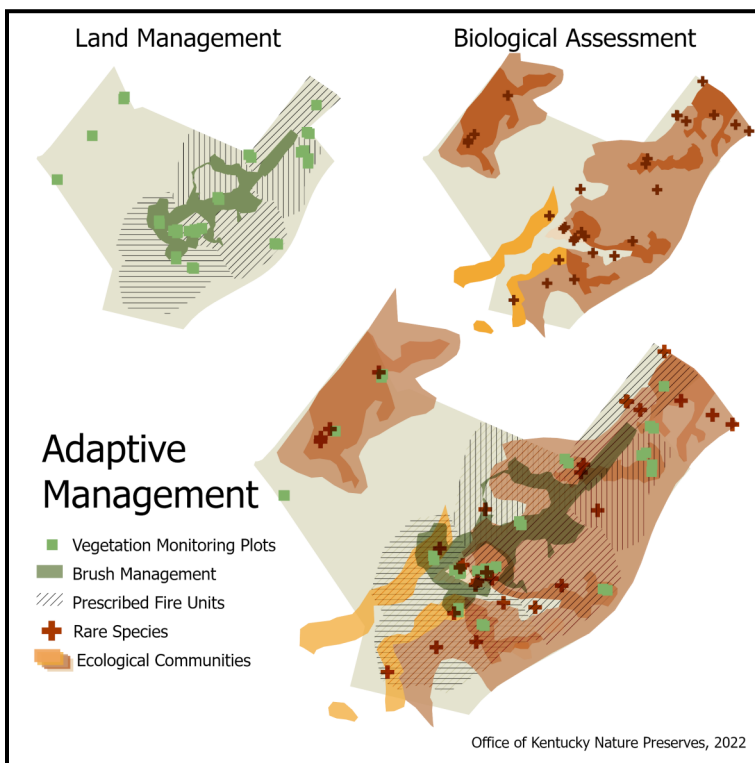 Land Management
Biological Assessment
Adaptive
Management
Vegetation Monitoring Plots
Brush Management
Prescribed Fire Units
Rare Species
Ecological Communities
Office of Kentucky Nature Preserves, 2022